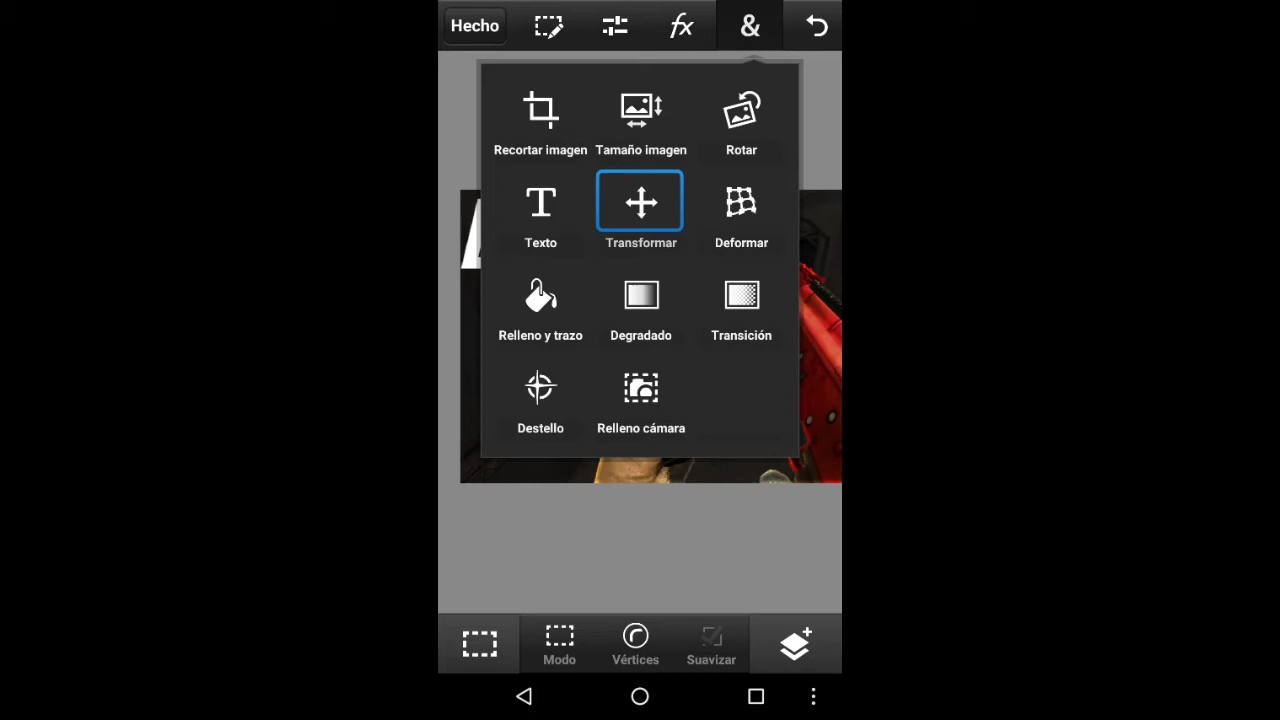 Hecho fx &
Recortar imagen Tamaño imagen Rotar
T
Texto Transformar Deformar
Relleno y trazo Degradado Transición
Destello Relleno cámara
Modo Vértices Suavizar